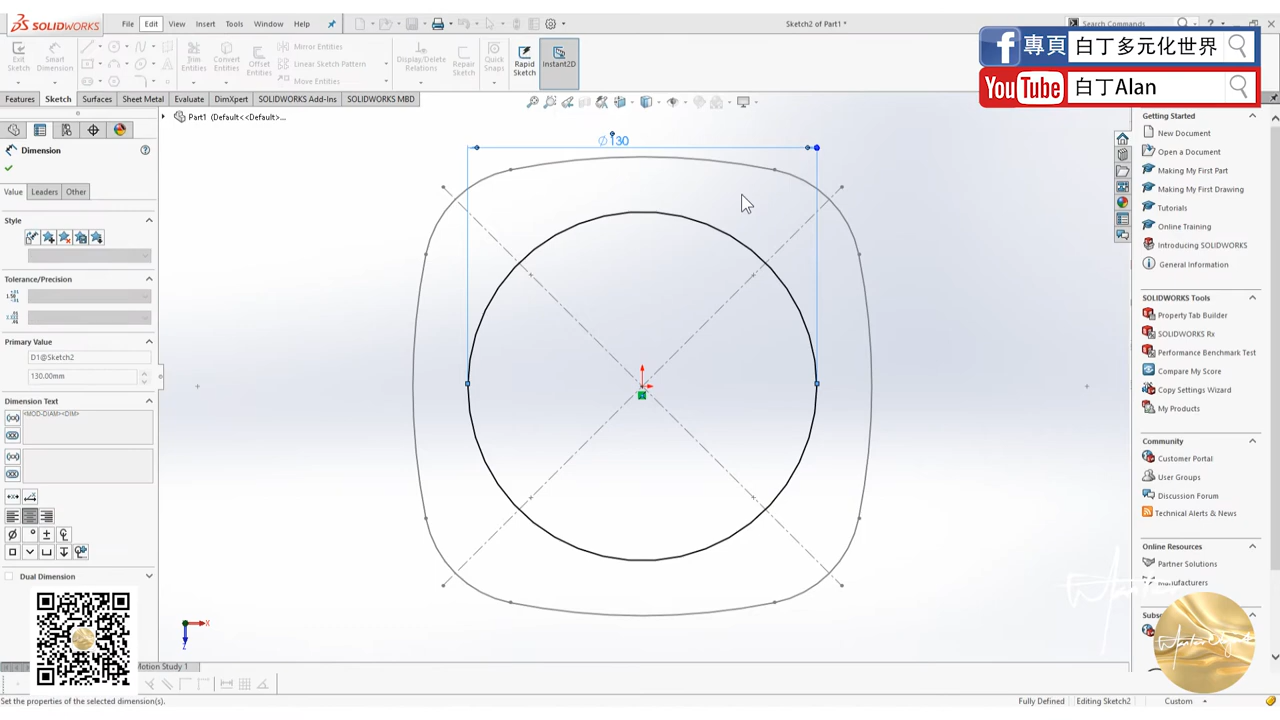 SOLIDWORKS
File
Edit
View
Insert
Tools
Window
Help
Sketch2 of Part1 *
Search Commands
專頁
白丁多元化世界
YouTube
白丁Alan
Exit Sketch
Smart Dimension
Trim Entities
Convert Entities
Offset Entities
Mirror Entities
Linear Sketch Pattern
Move Entities
Display/Delete Relations
Repair Sketch
Quick Snaps
Rapid Sketch
Instant2D
Features
Sketch
Surfaces
Sheet Metal
Evaluate
DimXpert
SOLIDWORKS Add-Ins
SOLIDWORKS MBD
Part1 (Default<<Default>...
Dimension
Value
Leaders
Other
Style
Tolerance/Precision
Primary Value
D1@Sketch2
130.00mm
Dimension Text
<MOD-DIAM><DIM>
Dual Dimension
Motion Study 1
Set the properties of the selected dimension(s).
Fully Defined
Editing Sketch2
Custom
∅130
X
Z
Getting Started
New Document
Open a Document
Making My First Part
Making My First Drawing
Tutorials
Online Training
Introducing SOLIDWORKS
General Information
SOLIDWORKS Tools
Property Tab Builder
SOLIDWORKS Rx
Performance Benchmark Test
Compare My Score
Copy Settings Wizard
My Products
Community
Customer Portal
User Groups
Discussion Forum
Technical Alerts & News
Online Resources
Partner Solutions
Manufacturers